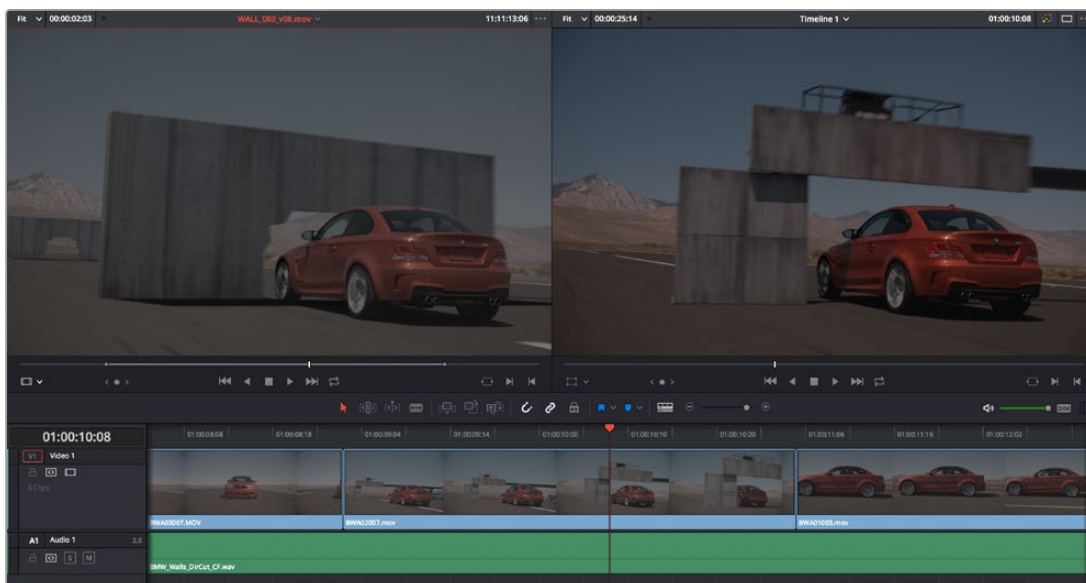 Fit 00:00:02:03 WALL_080_v08.mov 11:11:13:06
Fit 00:00:25:14 Timeline 1 01:00:10:08
DIM
01:00:10:08
01:00:08:08 01:00:08:18 01:00:09:04 01:00:09:14 01:00:10:00 01:00:10:10 01:00:10:20 01:00:11:06 01:00:11:16 01:00:12:02
V1 Video 1
3 Clips
BWA03007.MOV BWA02007.mov BWA01003.mov
A1 Audio 1 2.0
S M
BMW_Walls_DirCut_CF.wav